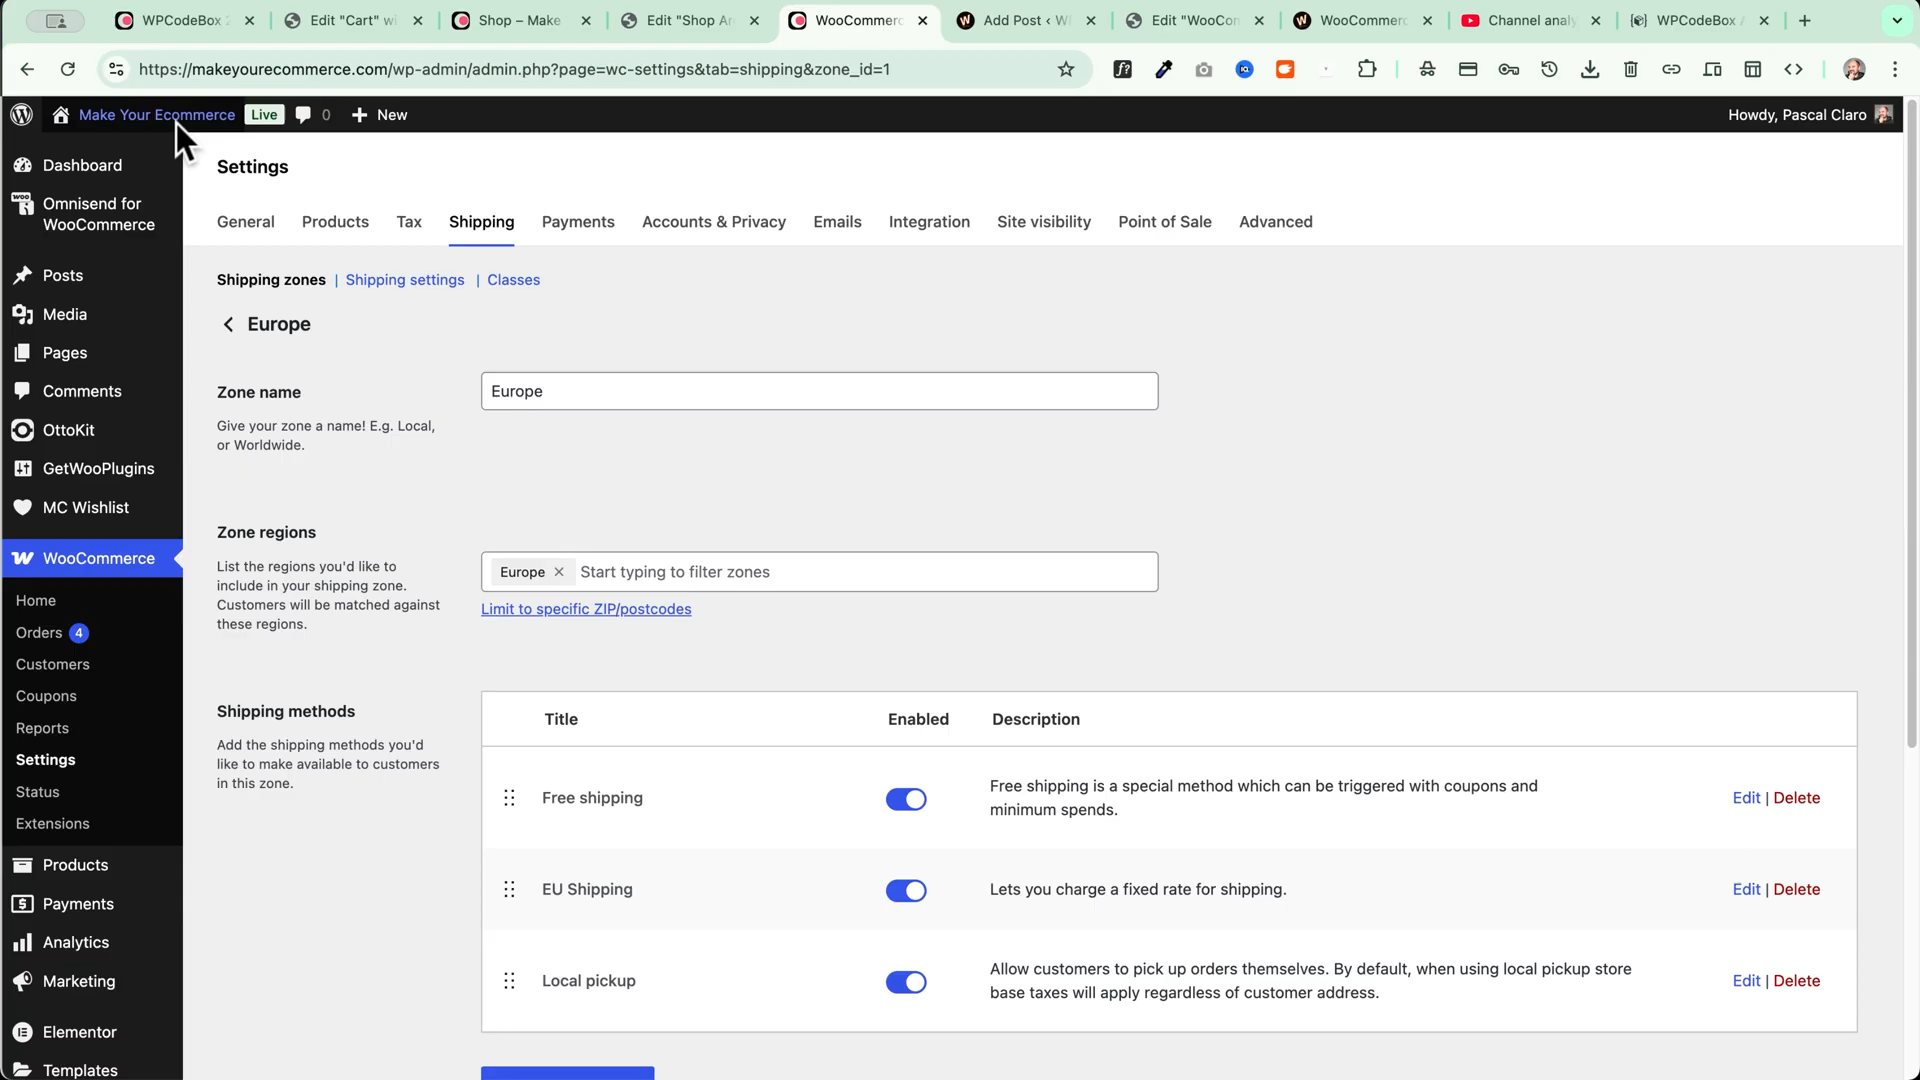 WPCodeBox 2
Edit "Cart" wi
Shop – Make
Edit "Shop Ar
WooCommerc
Add Post ‹ W
Edit "WooCon
WooCommerc
Channel analy
WPCodeBox
https://makeyourecommerce.com/wp-admin/admin.php?page=wc-settings&tab=shipping&zone_id=1
Make Your Ecommerce
Live
0
New
Howdy, Pascal Claro
Dashboard
Omnisend for
WooCommerce
Posts
Media
Pages
Comments
OttoKit
GetWooPlugins
MC Wishlist
WooCommerce
Home
Orders 4
Customers
Coupons
Reports
Settings
Status
Extensions
Products
Payments
Analytics
Marketing
Elementor
Templates
Settings
General Products Tax Shipping Payments Accounts & Privacy Emails Integration Site visibility Point of Sale Advanced
Shipping zones | Shipping settings | Classes
Europe
Zone name
Give your zone a name! E.g. Local,
or Worldwide.
Europe
Zone regions
List the regions you'd like to
include in your shipping zone.
Customers will be matched against
these regions.
Europe × Start typing to filter zones
Limit to specific ZIP/postcodes
Shipping methods
Add the shipping methods you'd
like to make available to customers
in this zone.
Title Enabled Description
Free shipping
Free shipping is a special method which can be triggered with coupons and
minimum spends.
Edit | Delete
EU Shipping
Lets you charge a fixed rate for shipping.
Edit | Delete
Local pickup
Allow customers to pick up orders themselves. By default, when using local pickup store
base taxes will apply regardless of customer address.
Edit | Delete